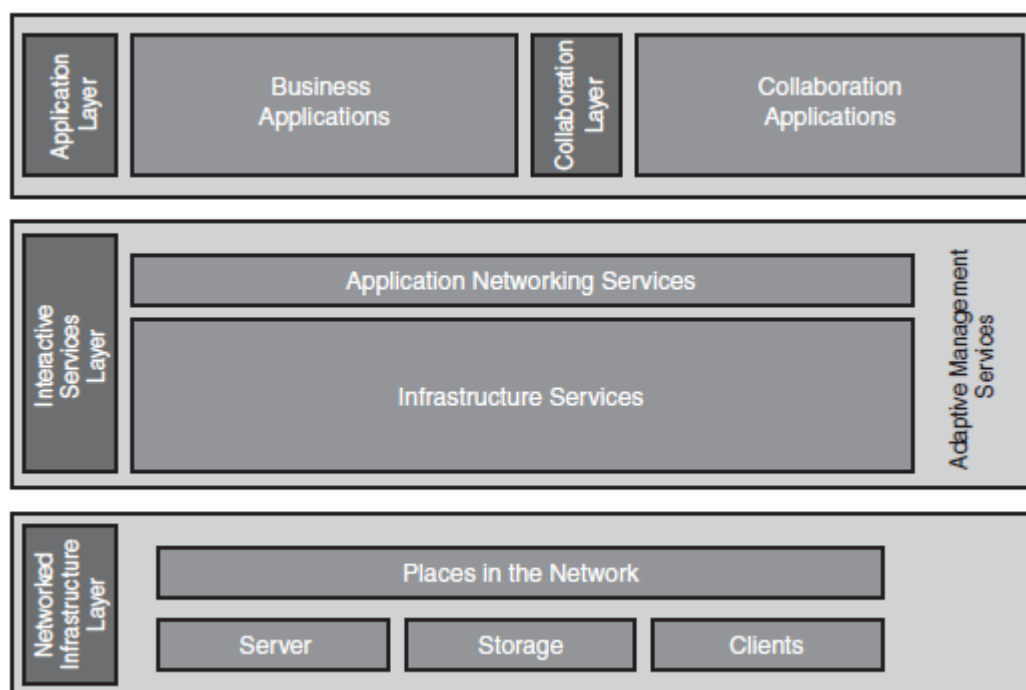 Application
Layer
Business
Applications
Collaboration
Layer
Collaboration
Applications
Interactive
Services
Layer
Application Networking Services
Infrastructure Services
Adaptive Management
Services
Networked
Infrastructure
Layer
Places in the Network
Server
Storage
Clients